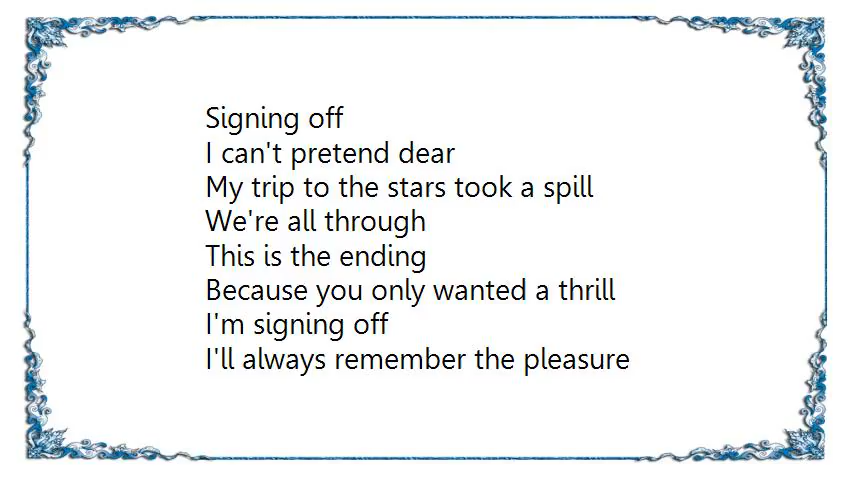 Signing off
I can't pretend dear
My trip to the stars took a spill
We're all through
This is the ending
Because you only wanted a thrill
I'm signing off
I'll always remember the pleasure